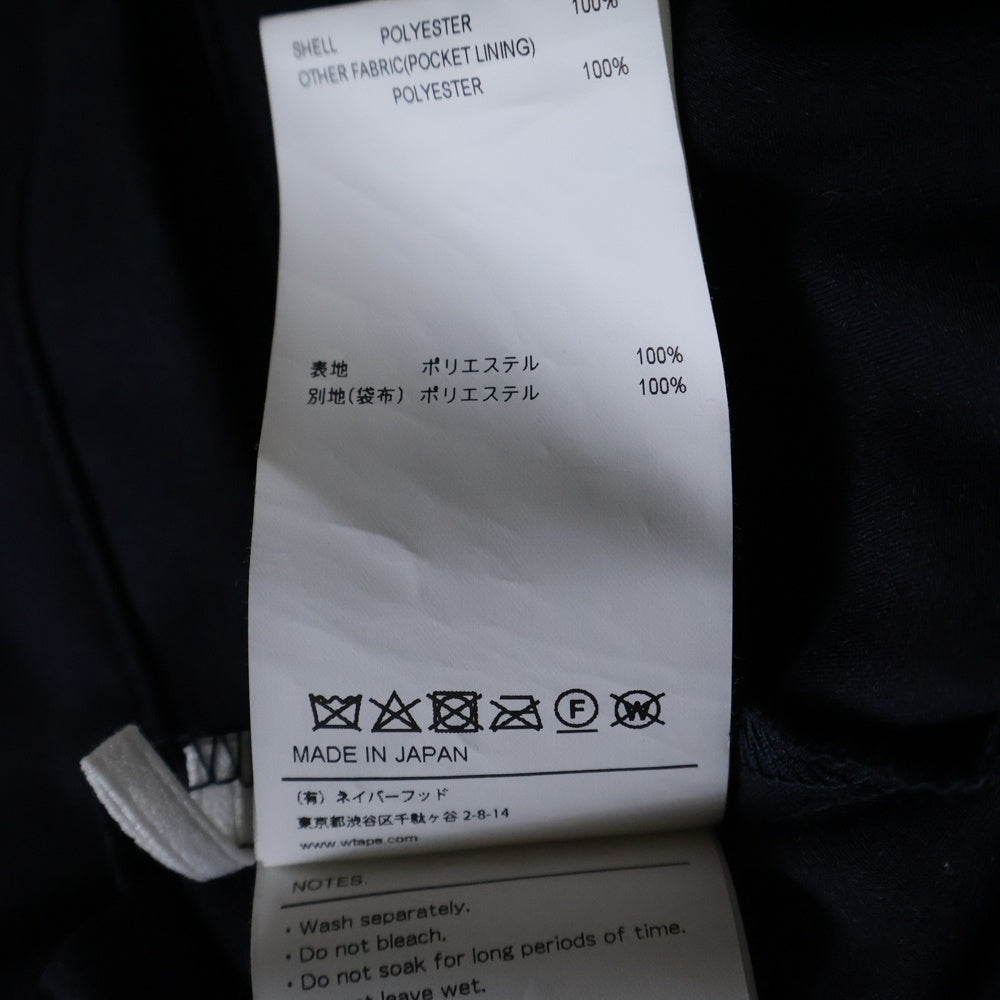 SHELL POLYESTER 100%
OTHER FABRIC(POCKET LINING)
POLYESTER 100%
表地 ポリエステル 100%
別地(袋布) ポリエステル 100%
F W
MADE IN JAPAN
(有) ネイバーフッド
東京都渋谷区千駄ヶ谷 2-8-14
www.wtaps.com
NOTES.
・Wash separately.
・Do not bleach.
・Do not soak for long periods of time.
leave wet.